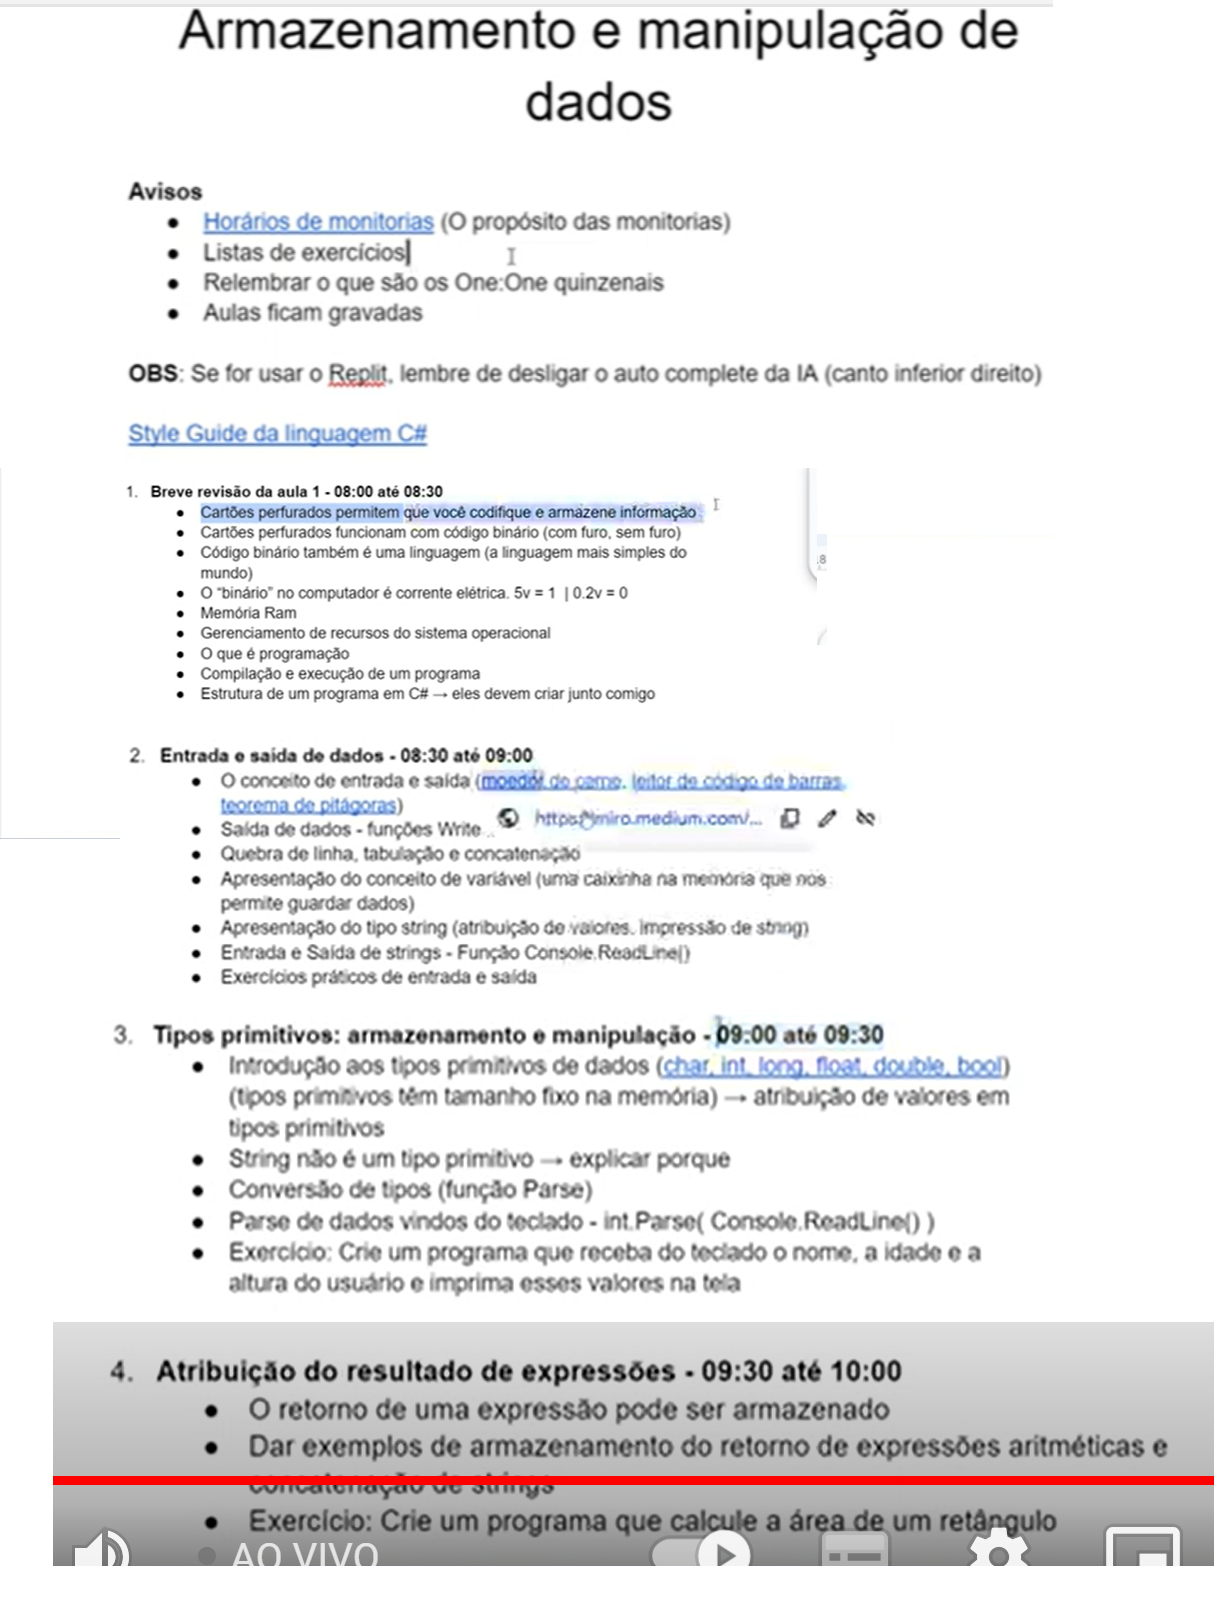 Armazenamento e manipulação de
dados
Avisos
● Horários de monitorias (O propósito das monitorias)
● Listas de exercícios
● Relembrar o que são os One:One quinzenais
● Aulas ficam gravadas
OBS: Se for usar o Replit, lembre de desligar o auto complete da IA (canto inferior direito)
Style Guide da linguagem C#
1. Breve revisão da aula 1 - 08:00 até 08:30
● Cartões perfurados permitem que você codifique e armazene informação
● Cartões perfurados funcionam com código binário (com furo, sem furo)
● Código binário também é uma linguagem (a linguagem mais simples do
mundo)
● O "binário" no computador é corrente elétrica. 5v = 1 | 0.2v = 0
● Memória Ram
● Gerenciamento de recursos do sistema operacional
● O que é programação
● Compilação e execução de um programa
● Estrutura de um programa em C# → eles devem criar junto comigo
2. Entrada e saída de dados - 08:30 até 09:00
● O conceito de entrada e saída (moedor de carne, leitor de código de barras,
teorema de pitágoras)
https://miro.medium.com/...
● Saída de dados - funções Write
● Quebra de linha, tabulação e concatenação
● Apresentação do conceito de variável (uma caixinha na memória que nos
permite guardar dados)
● Apresentação do tipo string (atribuição de valores. Impressão de string)
● Entrada e Saída de strings - Função Console.ReadLine()
● Exercícios práticos de entrada e saída
3. Tipos primitivos: armazenamento e manipulação - 09:00 até 09:30
● Introdução aos tipos primitivos de dados (char, int, long, float, double, bool)
(tipos primitivos têm tamanho fixo na memória) → atribuição de valores em
tipos primitivos
● String não é um tipo primitivo → explicar porque
● Conversão de tipos (função Parse)
● Parse de dados vindos do teclado - int.Parse( Console.ReadLine() )
● Exercício: Crie um programa que receba do teclado o nome, a idade e a
altura do usuário e imprima esses valores na tela
4. Atribuição do resultado de expressões - 09:30 até 10:00
● O retorno de uma expressão pode ser armazenado
● Dar exemplos de armazenamento do retorno de expressões aritméticas e
concatenação de strings
● Exercício: Crie um programa que calcule a área de um retângulo
AO VIVO